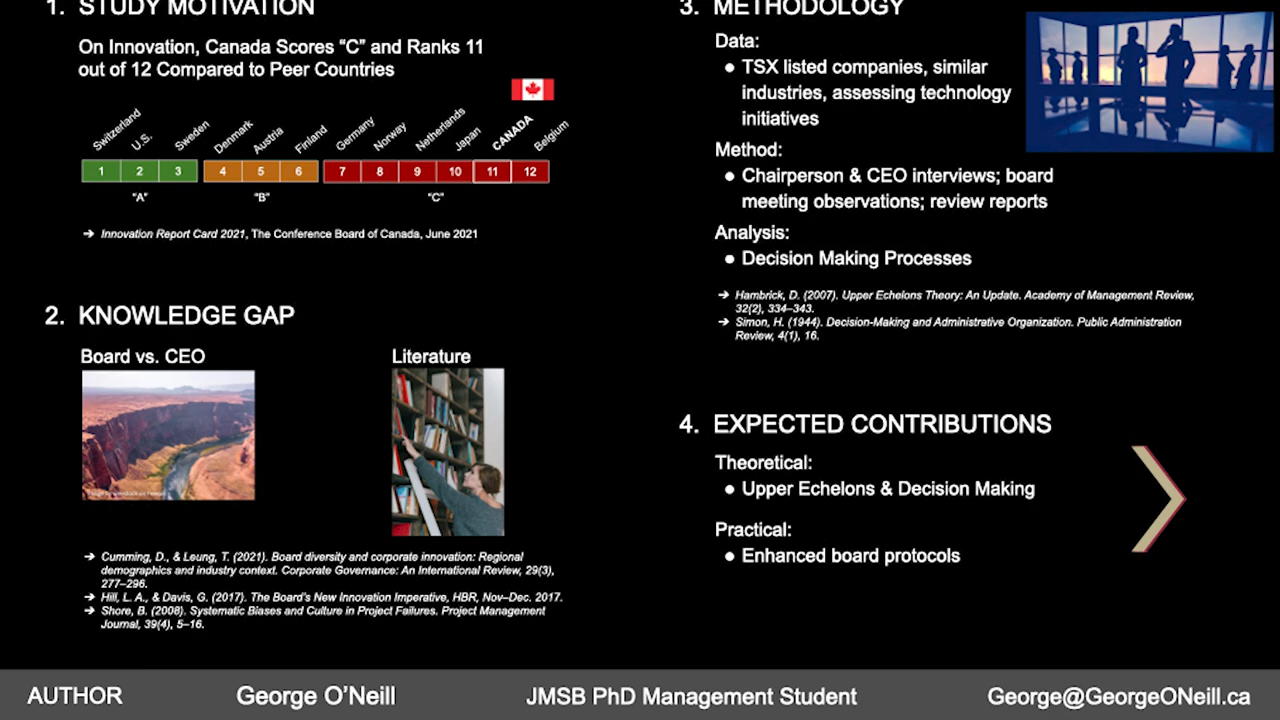 1. STUDY MOTIVATION
On Innovation, Canada Scores “C” and Ranks 11
out of 12 Compared to Peer Countries
Switzerland
U.S.
Sweden
Denmark
Austria
Finland
Germany
Norway
Netherlands
Japan
CANADA
Belgium
1 2 3 4 5 6 7 8 9 10 11 12
“A” “B” “C”
➔ Innovation Report Card 2021, The Conference Board of Canada, June 2021
2. KNOWLEDGE GAP
Board vs. CEO
Literature
➔ Cumming, D., & Leung, T. (2021). Board diversity and corporate innovation: Regional
demographics and industry context. Corporate Governance: An International Review, 29(3),
277–296.
➔ Hill, L. A., & Davis, G. (2017). The Board’s New Innovation Imperative, HBR, Nov–Dec. 2017.
➔ Shore, B. (2008). Systematic Biases and Culture in Project Failures. Project Management
Journal, 39(4), 5–16.
3. METHODOLOGY
Data:
● TSX listed companies, similar
industries, assessing technology
initiatives
Method:
● Chairperson & CEO interviews; board
meeting observations; review reports
Analysis:
● Decision Making Processes
➔ Hambrick, D. (2007). Upper Echelons Theory: An Update. Academy of Management Review,
32(2), 334–343.
➔ Simon, H. (1944). Decision-Making and Administrative Organization. Public Administration
Review, 4(1), 16.
4. EXPECTED CONTRIBUTIONS
Theoretical:
● Upper Echelons & Decision Making
Practical:
● Enhanced board protocols
AUTHOR George O’Neill JMSB PhD Management Student George@GeorgeONeill.ca